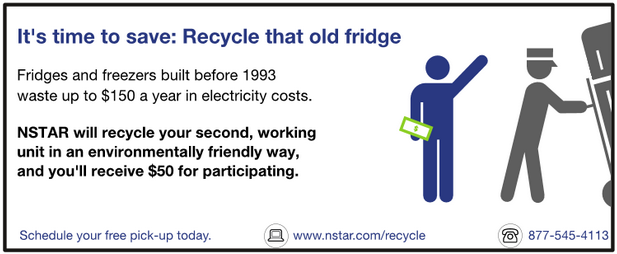 It's time to save: Recycle that old fridge
Fridges and freezers built before 1993
waste up to $150 a year in electricity costs.
NSTAR will recycle your second, working
unit in an environmentally friendly way,
and you'll receive $50 for participating.
$
Schedule your free pick-up today. www.nstar.com/recycle 877-545-4113